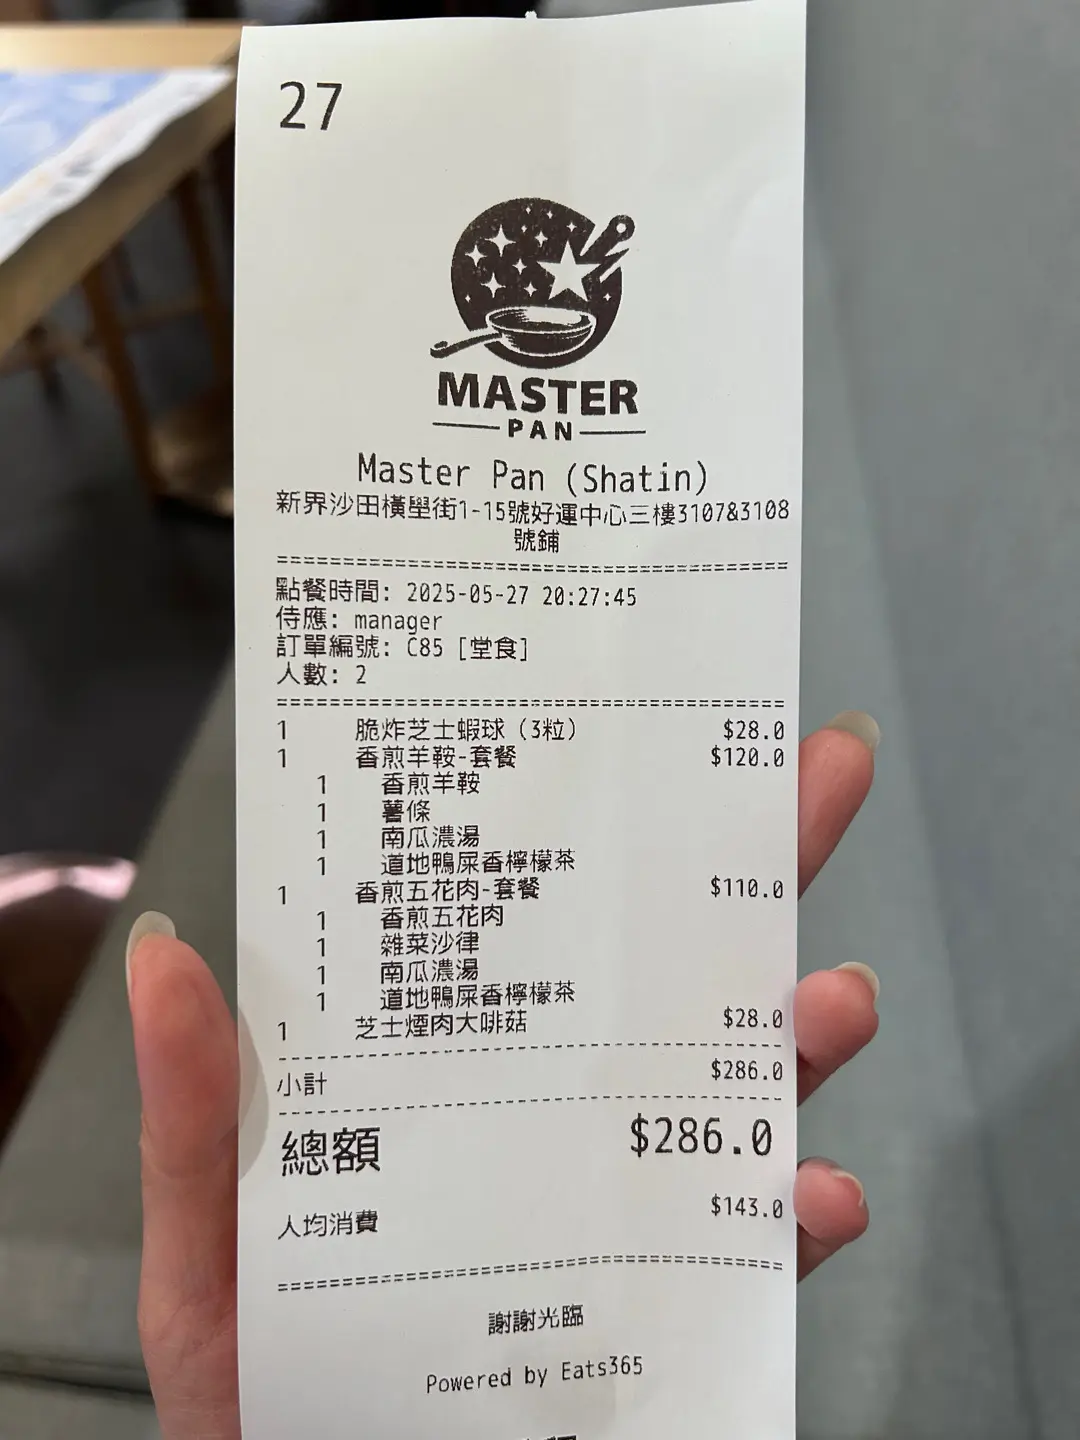 27
MASTER
PAN
Master Pan (Shatin)
新界沙田橫壆街1-15號好運中心三樓3107&3108
號鋪
點餐時間: 2025-05-27 20:27:45
侍應: manager
訂單編號: C85 [堂食]
人數: 2
1 脆炸芝士蝦球 (3粒) $28.0
1 香煎羊鞍-套餐 $120.0
1 香煎羊鞍
1 薯條
1 南瓜濃湯
1 道地鴨屎香檸檬茶
1 香煎五花肉-套餐 $110.0
1 香煎五花肉
1 雜菜沙律
1 南瓜濃湯
1 道地鴨屎香檸檬茶
1 芝士煙肉大啡菇 $28.0
小計 $286.0
總額 $286.0
人均消費 $143.0
謝謝光臨
Powered by Eats365